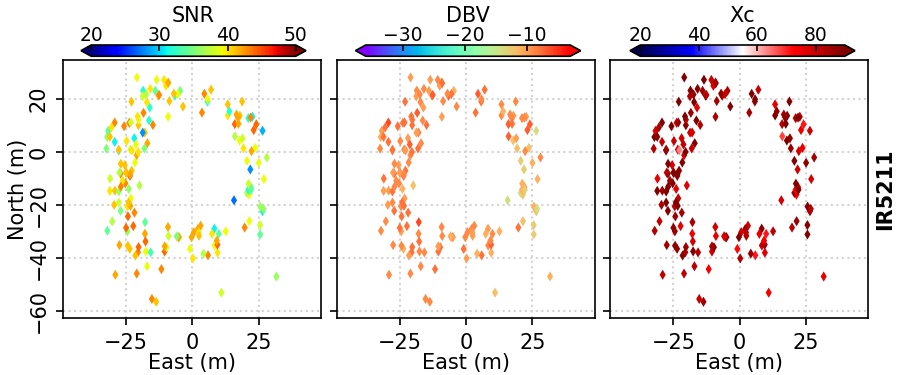 SNR DBV Xc
20 30 40 50 −30 −20 −10 20 40 60 80
North (m)
20
0
−20
−40
−60
−25 0 25 −25 0 25 −25 0 25
East (m) East (m) East (m)
IR5211